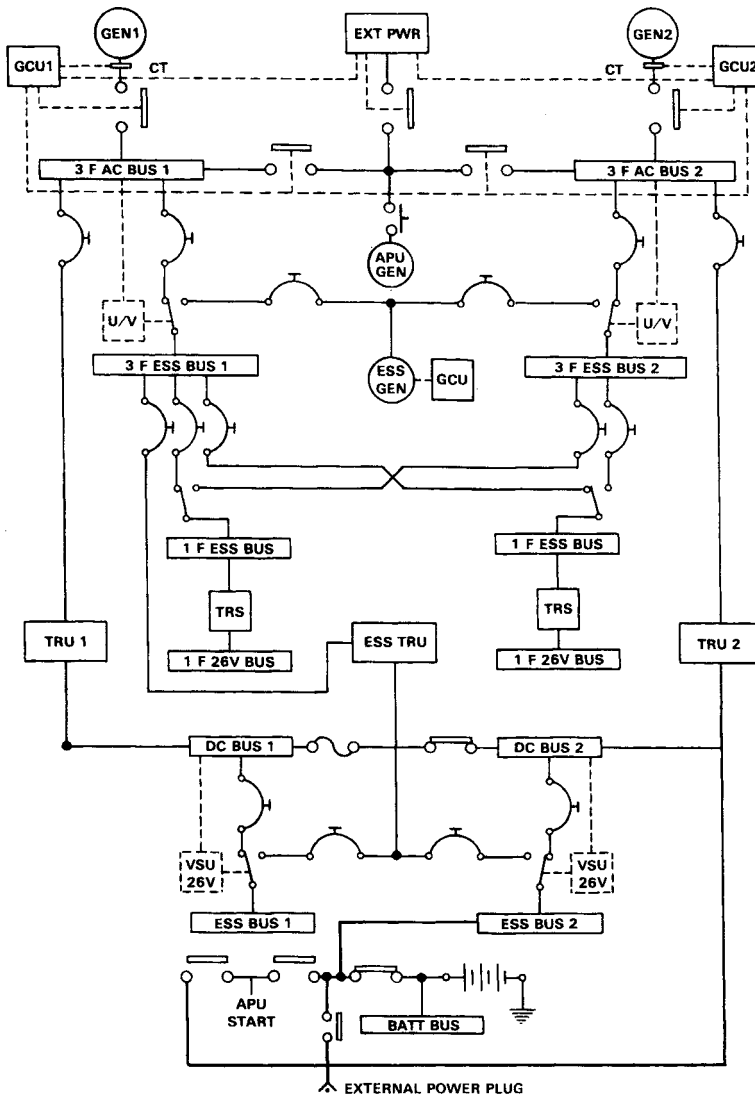 GEN1
EXT PWR
GEN2
GCU1
CT
CT
GCU2
3 F AC BUS 1
3 F AC BUS 2
APU GEN
U/V
U/V
3 F ESS BUS 1
ESS GEN
GCU
3 F ESS BUS 2
1 F ESS BUS
1 F ESS BUS
TRS
TRS
TRU 1
ESS TRU
TRU 2
1 F 26V BUS
1 F 26V BUS
DC BUS 1
DC BUS 2
VSU 26V
VSU 26V
ESS BUS 1
ESS BUS 2
APU START
BATT BUS
EXTERNAL POWER PLUG